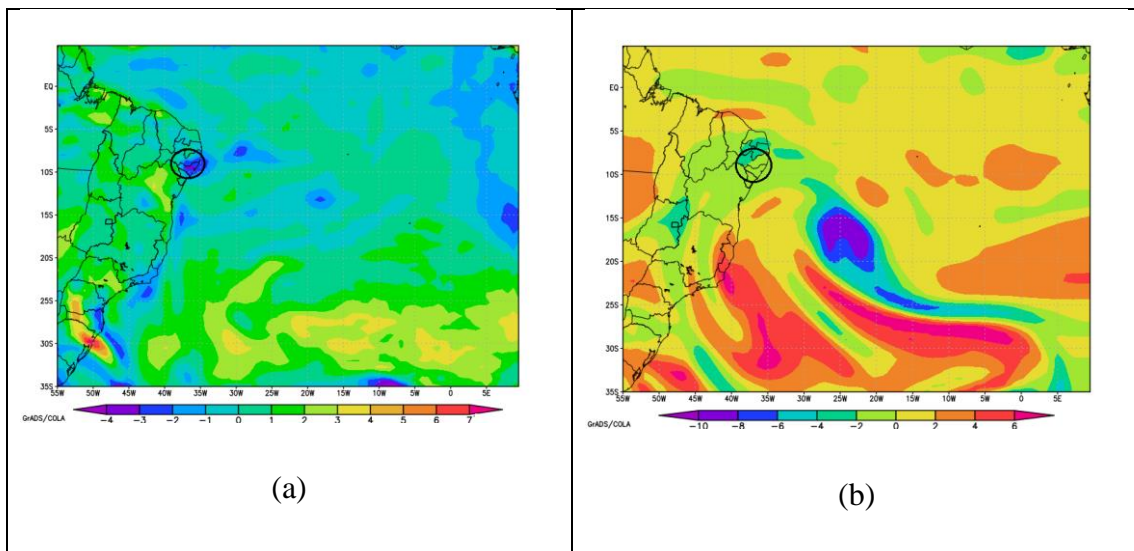 EQ
5S
10S
15S
20S
25S
30S
35S
55W 50W 45W 40W 35W 30W 25W 20W 15W 10W 5W 0 5E
-4 -3 -2 -1 0 1 2 3 4 5 6 7
GrADS/COLA
(a)
EQ
5S
10S
15S
20S
25S
30S
35S
55W 50W 45W 40W 35W 30W 25W 20W 15W 10W 5W 0 5E
-10 -8 -6 -4 -2 0 2 4 6
GrADS/COLA
(b)